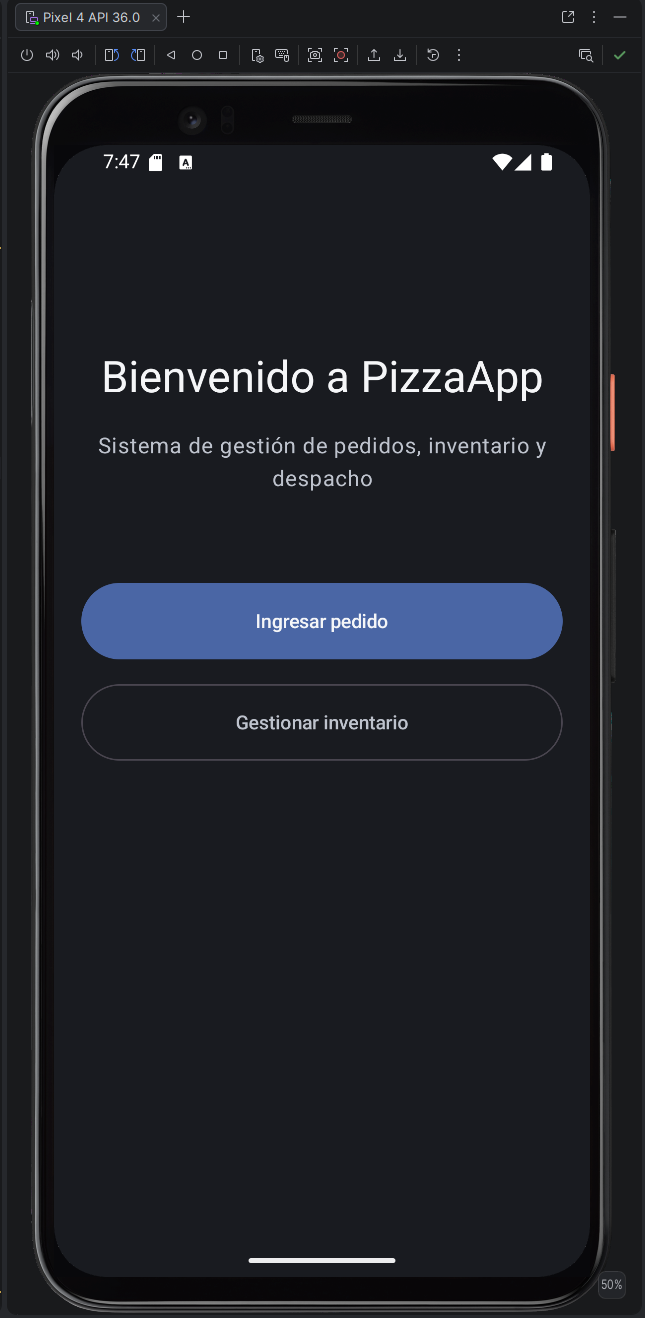 Pixel 4 API 36.0
7:47
A
Bienvenido a PizzaApp
Sistema de gestión de pedidos, inventario y
despacho
Ingresar pedido
Gestionar inventario
50%